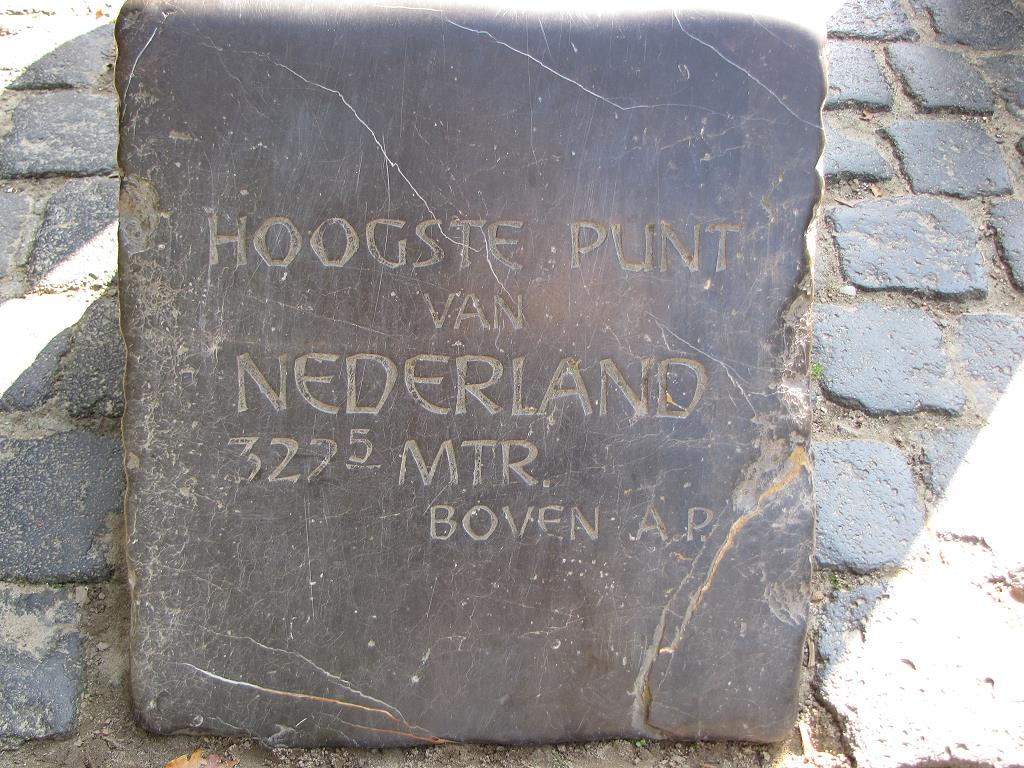 HOOGSTE PUNT
VAN
NEDERLAND
322⁵ MTR.
BOVEN A.P.